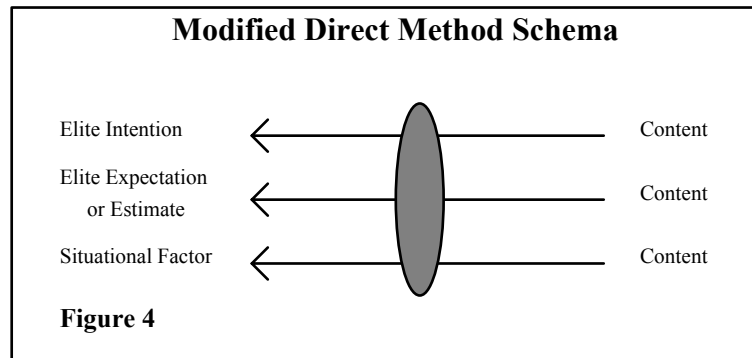 Modified Direct Method Schema
Elite Intention
Content
Elite Expectation
or Estimate
Content
Situational Factor
Content
Figure 4